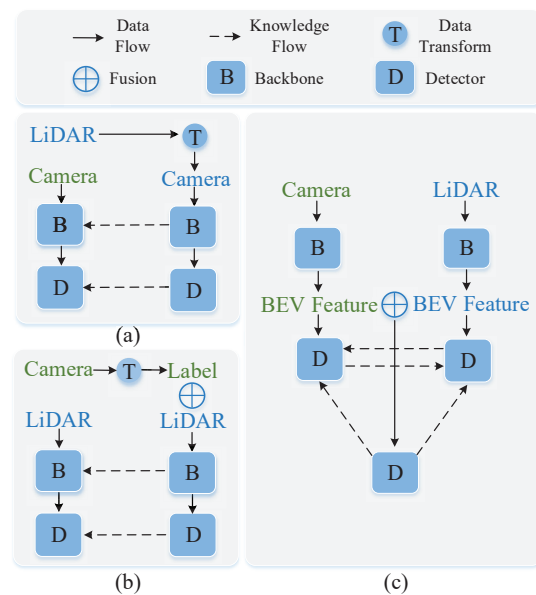 Data Flow
Knowledge Flow
T
Data Transform
Fusion
B
Backbone
D
Detector
LiDAR
T
Camera
Camera
B
B
D
D
(a)
Camera
T
Label
LiDAR
LiDAR
B
B
D
D
(b)
Camera
LiDAR
B
B
BEV Feature
BEV Feature
D
D
D
(c)